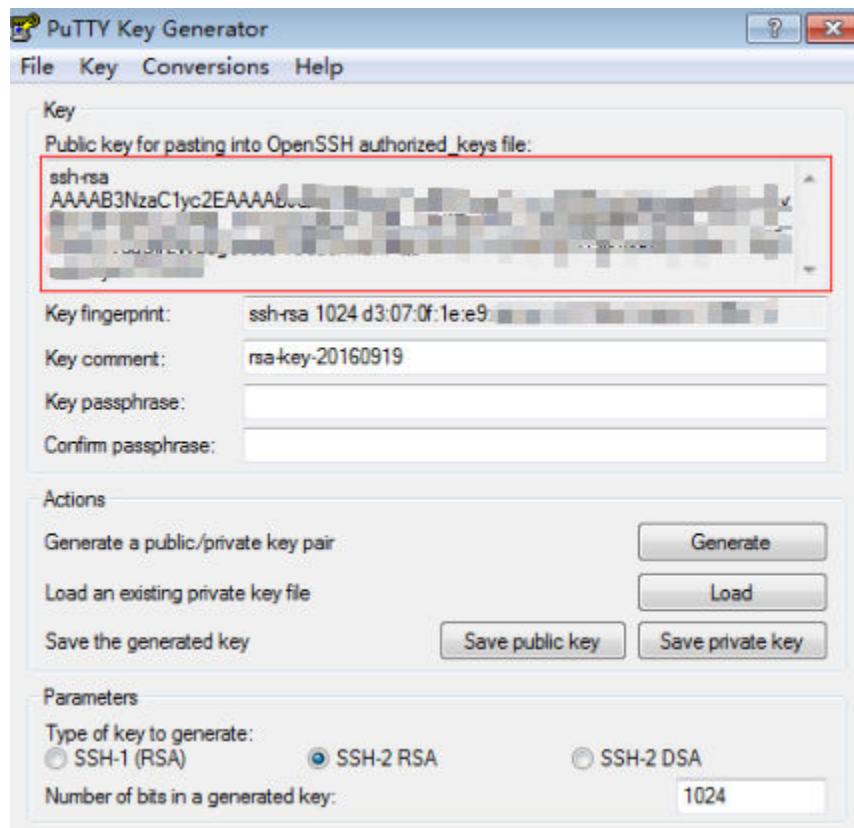 PuTTY Key Generator
File Key Conversions Help
Key
Public key for pasting into OpenSSH authorized_keys file:
ssh-rsa
AAAAB3NzaC1yc2EAAAAB
Key fingerprint: ssh-rsa 1024 d3:07:0f:1e:e9:
Key comment: rsa-key-20160919
Key passphrase:
Confirm passphrase:
Actions
Generate a public/private key pair Generate
Load an existing private key file Load
Save the generated key Save public key Save private key
Parameters
Type of key to generate:
SSH-1 (RSA) SSH-2 RSA SSH-2 DSA
Number of bits in a generated key: 1024